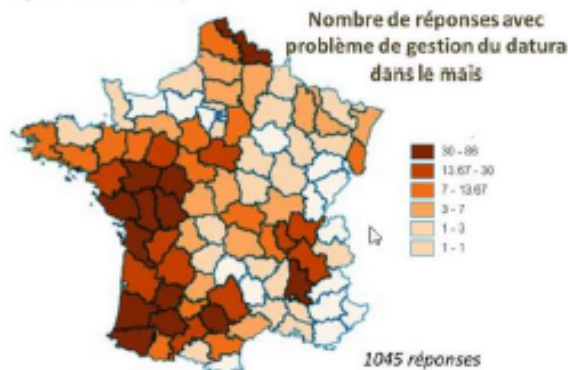 Nombre de réponses avec
problème de gestion du datura
dans le maïs
30 - 86
13.67 - 30
7 - 13.67
3 - 7
1 - 3
1 - 1
1045 réponses